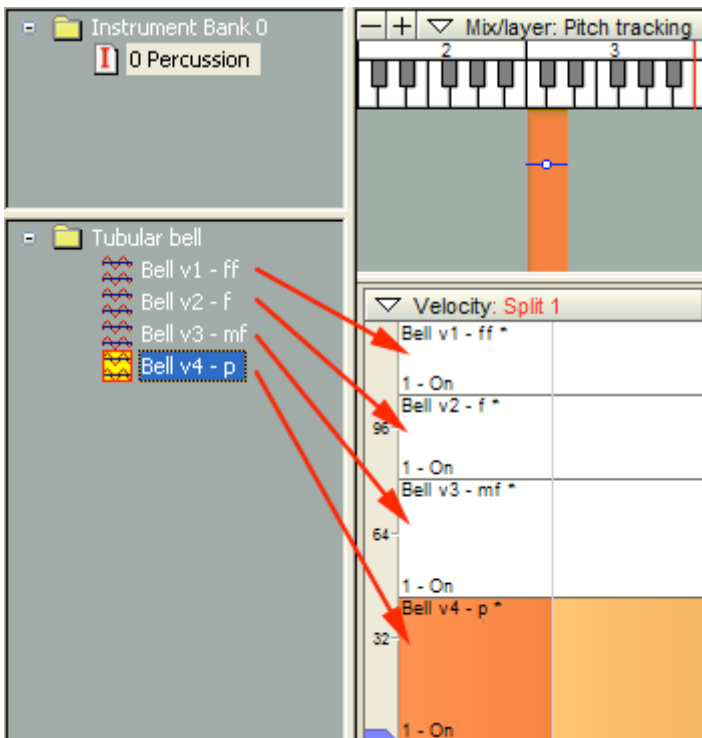 Instrument Bank 0
0 Percussion
Tubular bell
Bell v1 - ff
Bell v2 - f
Bell v3 - mf
Bell v4 - p
Mix/layer: Pitch tracking
2 3
Velocity: Split 1
Bell v1 - ff *
1 - On
Bell v2 - f *
96
1 - On
Bell v3 - mf *
64
1 - On
Bell v4 - p *
32
1 - On